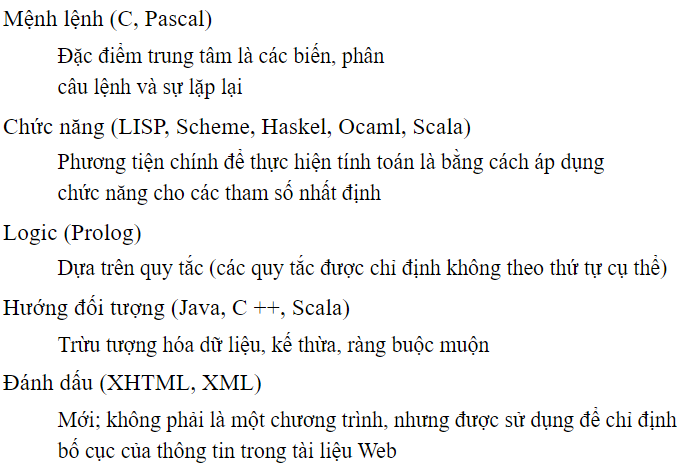 Mệnh lệnh (C, Pascal)
Đặc điểm trung tâm là các biến, phân
câu lệnh và sự lặp lại
Chức năng (LISP, Scheme, Haskel, Ocaml, Scala)
Phương tiện chính để thực hiện tính toán là bằng cách áp dụng
chức năng cho các tham số nhất định
Logic (Prolog)
Dựa trên quy tắc (các quy tắc được chỉ định không theo thứ tự cụ thể)
Hướng đối tượng (Java, C ++, Scala)
Trừu tượng hóa dữ liệu, kế thừa, ràng buộc muộn
Đánh dấu (XHTML, XML)
Mới; không phải là một chương trình, nhưng được sử dụng để chỉ định
bố cục của thông tin trong tài liệu Web